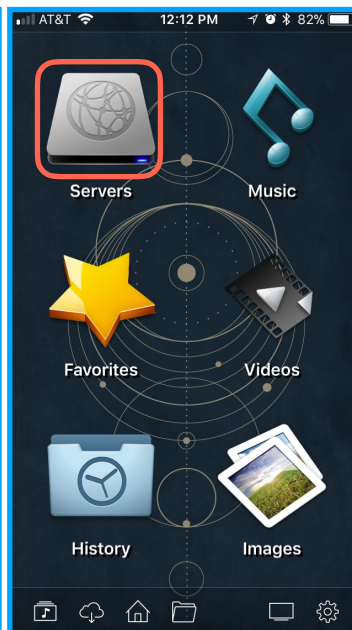 AT&T 12:12 PM 82%
Servers Music
Favorites Videos
History Images